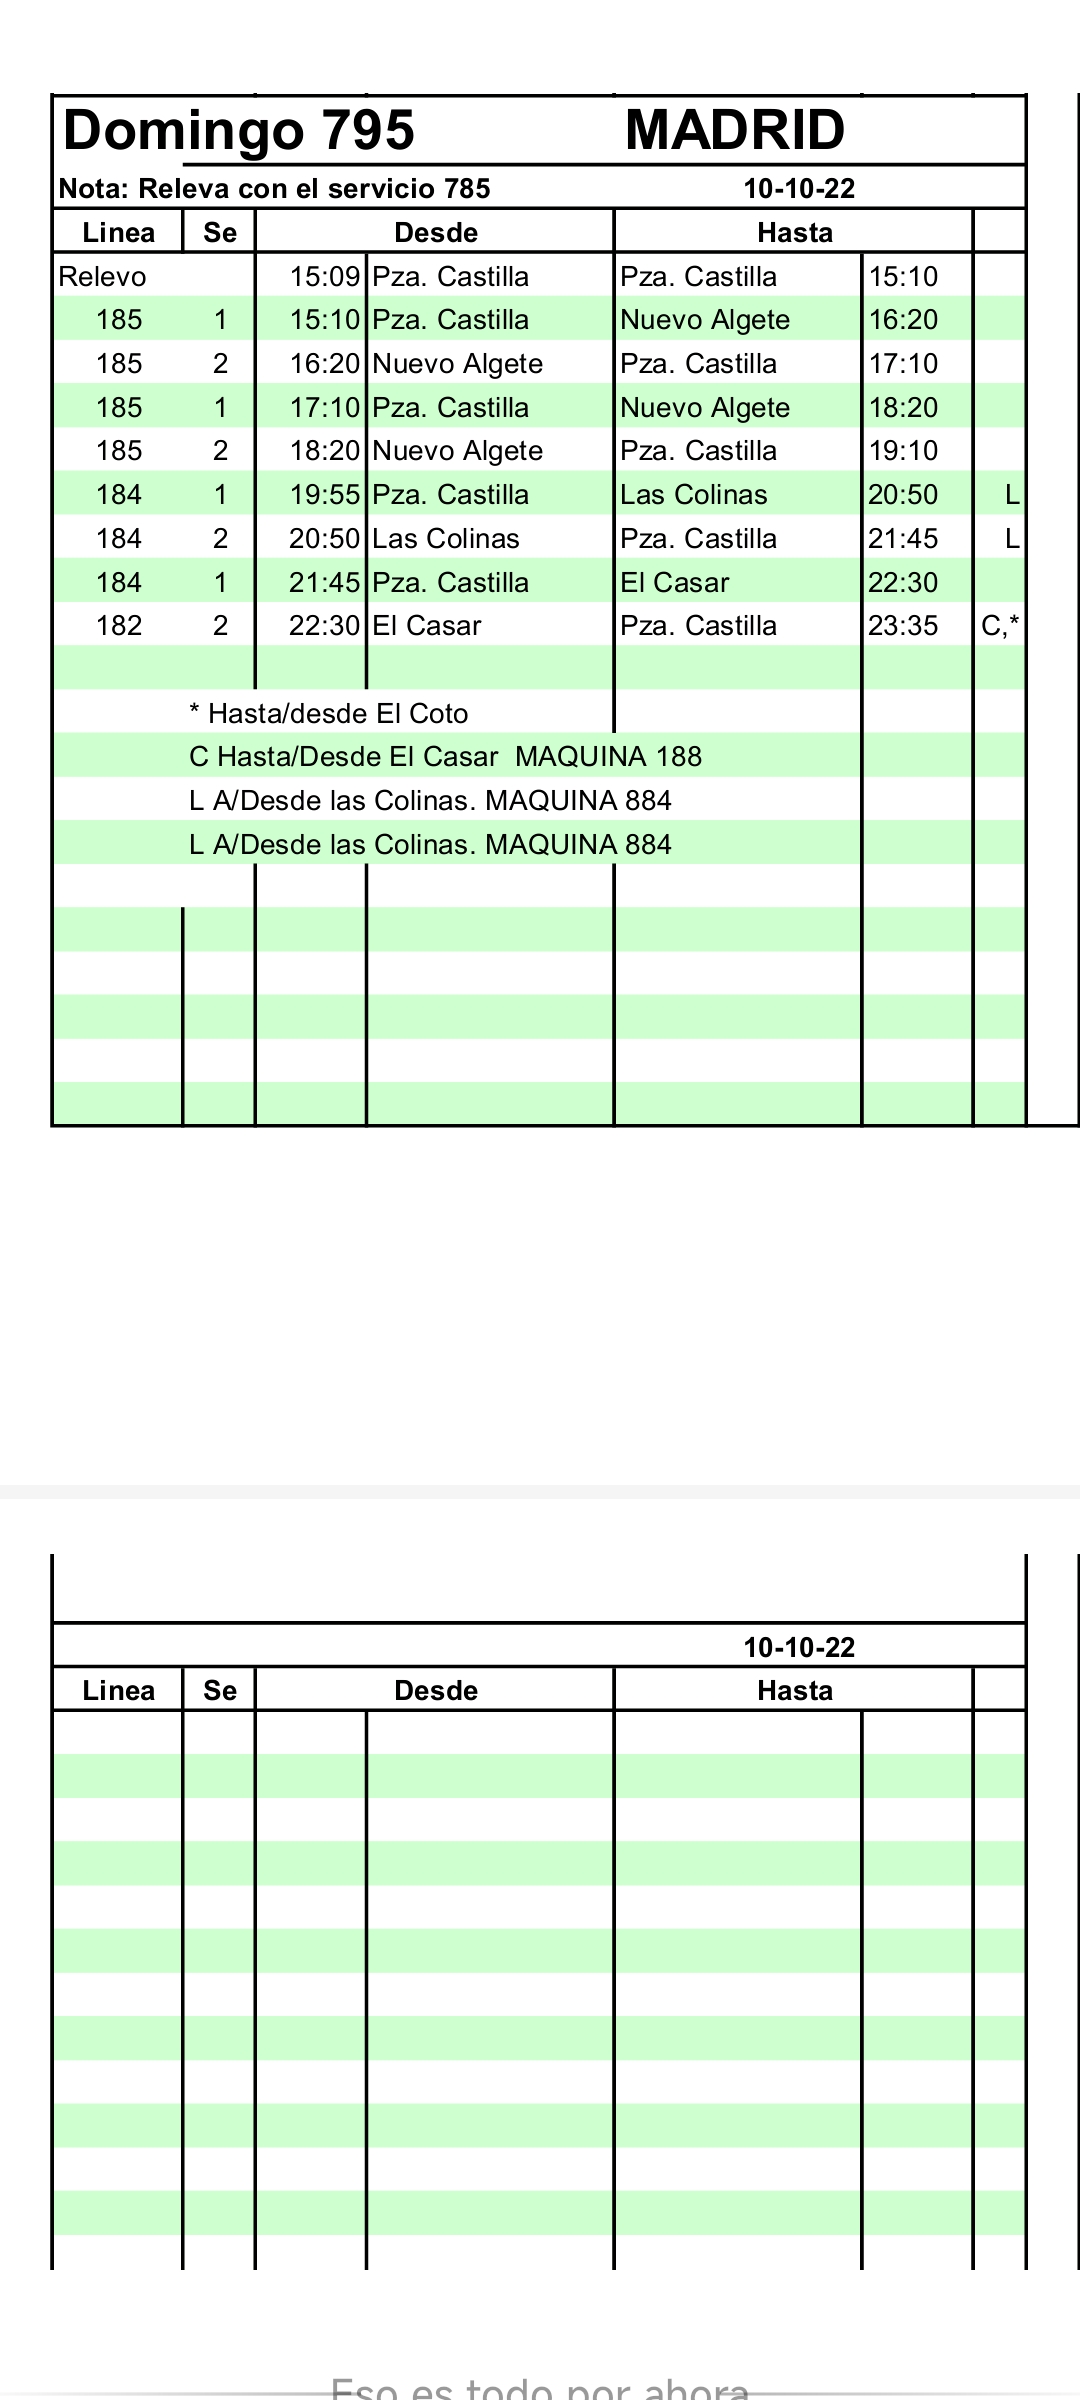 Domingo 795 MADRID
Nota: Releva con el servicio 785 10-10-22
Linea Se Desde Hasta
Relevo 15:09 Pza. Castilla Pza. Castilla 15:10
185 1 15:10 Pza. Castilla Nuevo Algete 16:20
185 2 16:20 Nuevo Algete Pza. Castilla 17:10
185 1 17:10 Pza. Castilla Nuevo Algete 18:20
185 2 18:20 Nuevo Algete Pza. Castilla 19:10
184 1 19:55 Pza. Castilla Las Colinas 20:50 L
184 2 20:50 Las Colinas Pza. Castilla 21:45 L
184 1 21:45 Pza. Castilla El Casar 22:30
182 2 22:30 El Casar Pza. Castilla 23:35 C,*
* Hasta/desde El Coto
C Hasta/Desde El Casar MAQUINA 188
L A/Desde las Colinas. MAQUINA 884
L A/Desde las Colinas. MAQUINA 884
10-10-22
Linea Se Desde Hasta
Eso es todo por ahora